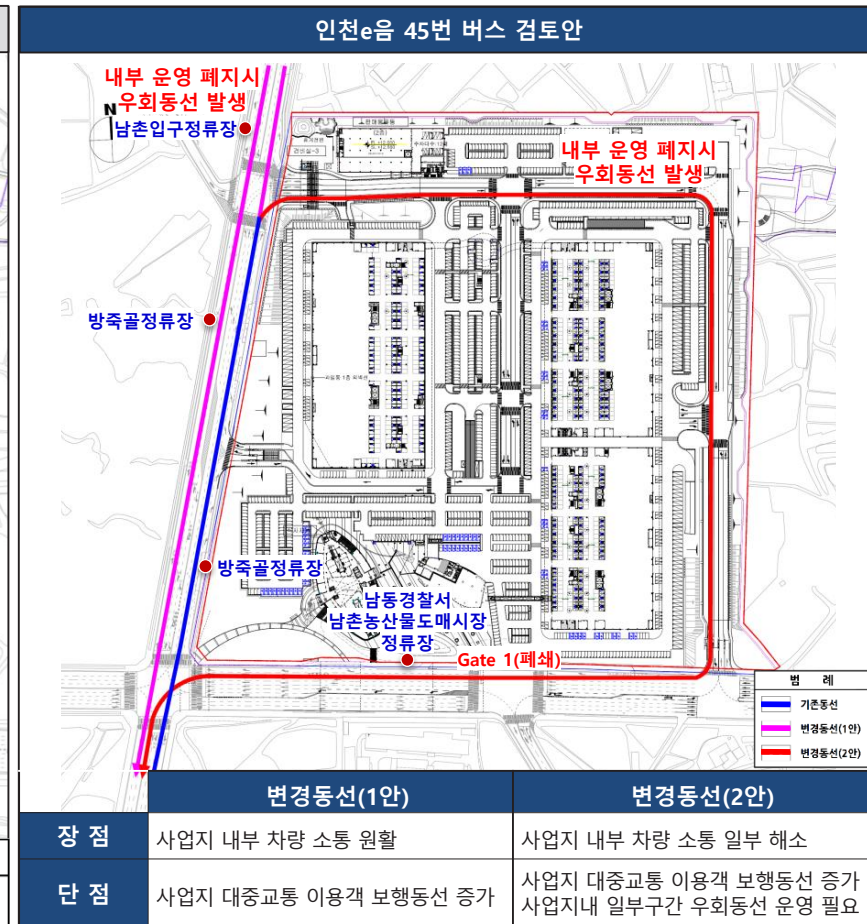 인천e음 45번 버스 검토안
내부 운영 폐지시
우회동선 발생
N
남촌입구정류장
내부 운영 폐지시
우회동선 발생
방죽골정류장
방죽골정류장
남동경찰서
남촌농산물도매시장
정류장
Gate 1(폐쇄)
범 례
기존동선
변경동선(1안)
변경동선(2안)
변경동선(1안) 변경동선(2안)
장 점 사업지 내부 차량 소통 원활 사업지 내부 차량 소통 일부 해소
단 점 사업지 대중교통 이용객 보행동선 증가 사업지 대중교통 이용객 보행동선 증가
사업지내 일부구간 우회동선 운영 필요